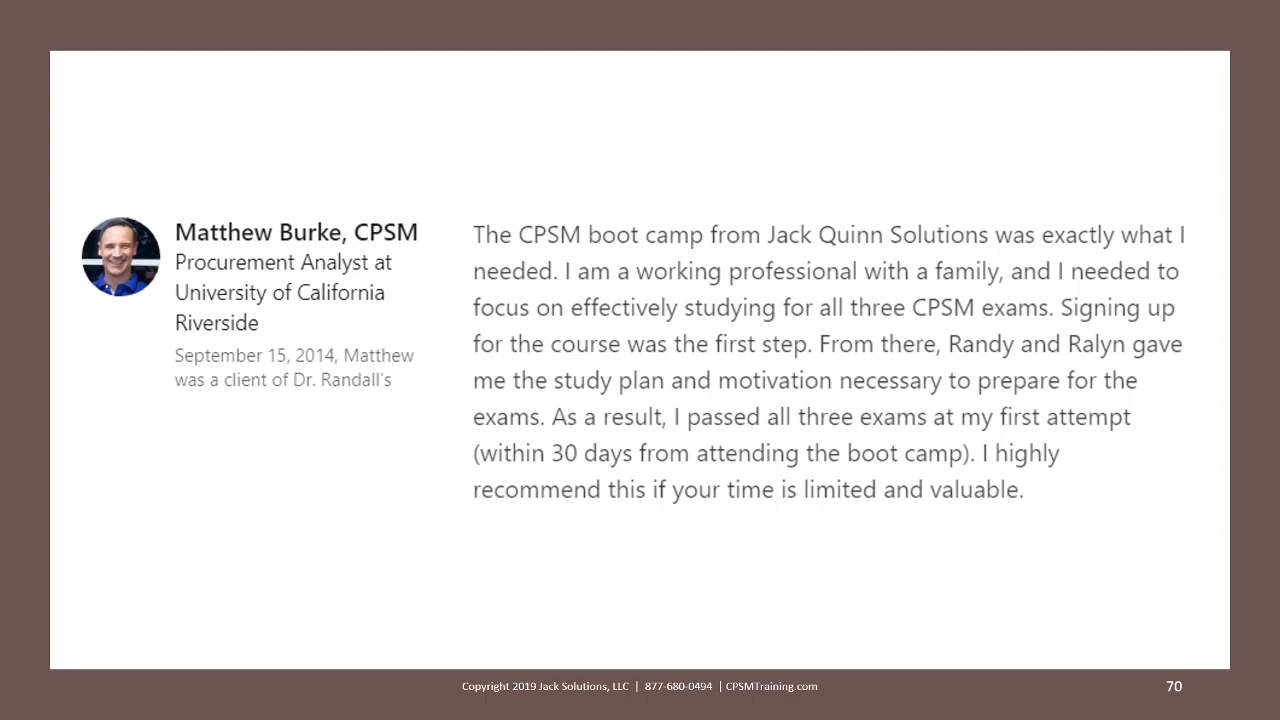 Matthew Burke, CPSM
Procurement Analyst at
University of California
Riverside
September 15, 2014, Matthew
was a client of Dr. Randall’s
The CPSM boot camp from Jack Quinn Solutions was exactly what I
needed. I am a working professional with a family, and I needed to
focus on effectively studying for all three CPSM exams. Signing up
for the course was the first step. From there, Randy and Ralyn gave
me the study plan and motivation necessary to prepare for the
exams. As a result, I passed all three exams at my first attempt
(within 30 days from attending the boot camp). I highly
recommend this if your time is limited and valuable.
Copyright 2019 Jack Solutions, LLC | 877-680-0494 | CPSMTraining.com
70